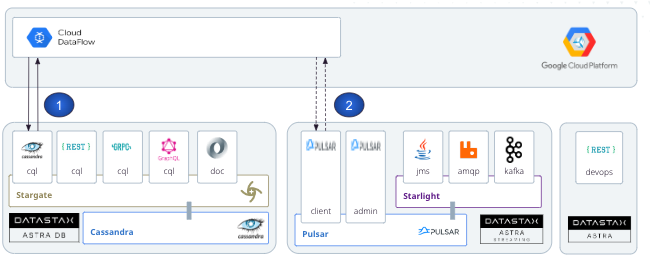 Cloud
DataFlow
Google Cloud Platform
1
2
cassandra
cql
{ REST }
cql
gRPC
cql
GraphQL
cql
doc
PULSAR
client
PULSAR
admin
jms
amqp
kafka
{ REST }
devops
Stargate
Starlight
DATASTAX
ASTRA DB
Cassandra
cassandra
Pulsar
PULSAR
DATASTAX
ASTRA
STREAMING
DATASTAX
ASTRA